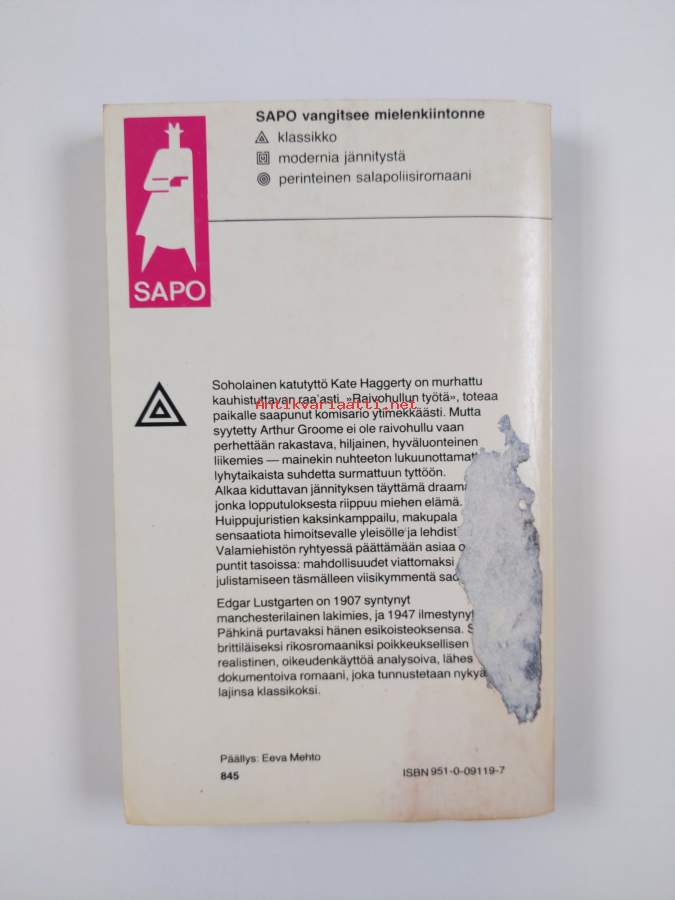 SAPO vangitsee mielenkiintonne
klassikko
modernia jännitystä
perinteinen salapoliisiromaani
SAPO
Soholainen katutyttö Kate Haggerty on murhattu
kauhistuttavan raa'asti. »Raivohullun työtä», toteaa
Antikvariaatti.net
paikalle saapunut komisario ytimekkäästi. Mutta
syytetty Arthur Groome ei ole raivohullu vaan
perhettään rakastava, hiljainen, hyväluonteinen
liikemies — mainekin nuhteeton lukuunottamatta
lyhytaikaista suhdetta surmattuun tyttöön.
Alkaa kiduttavan jännityksen täyttämä
jonka lopputuloksesta riippuu miehen elämä.
Huippujuristien kaksinkamppailu, makupala
sensaatiota himoitsevalle yleisölle ja
Valamiehistön ryhtyessä päättämään asiaa
puntit tasoissa: mahdollisuudet viattomaksi
julistamiseen täsmälleen viisikymmentä
Edgar Lustgarten on 1907 syntynyt
manchesterilainen lakimies, ja 1947 ilmestynyt
Pähkinä purtavaksi hänen esikoisteoksensa.
brittiläiseksi rikosromaaniksi poikkeuksellisen
realistinen, oikeudenkäyttöä analysoiva, lähes
dokumentoiva romaani, joka tunnustetaan
lajinsa klassikoksi.
Päällys: Eeva Mehto
845
ISBN 951-0-09119-7